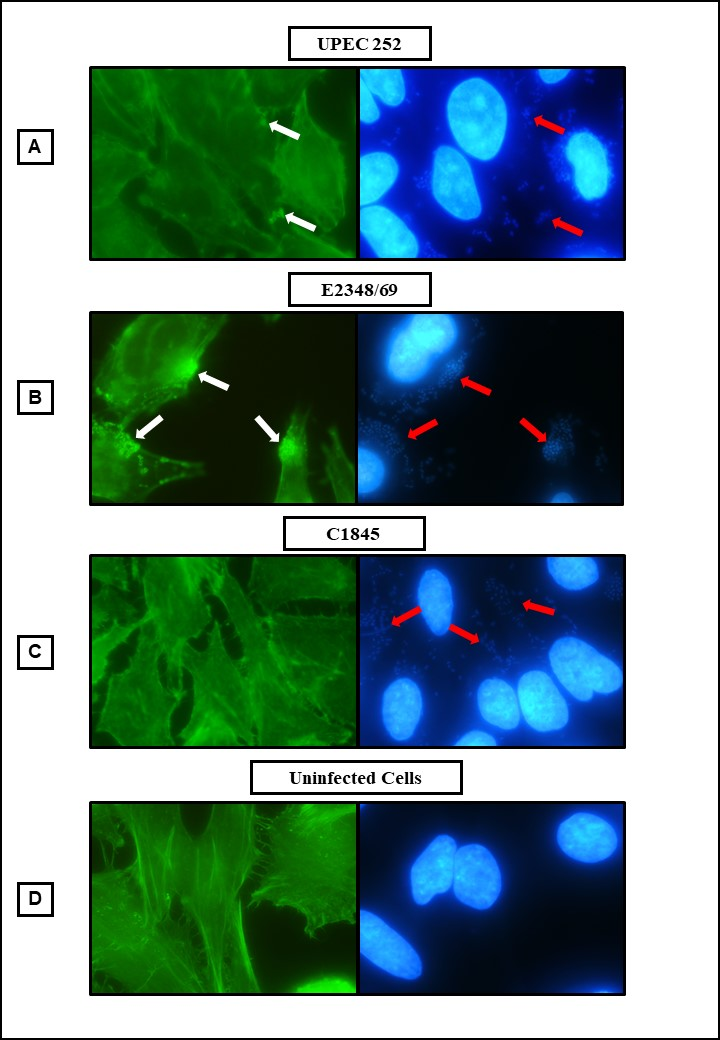 UPEC 252
A
E2348/69
B
C1845
C
Uninfected Cells
D